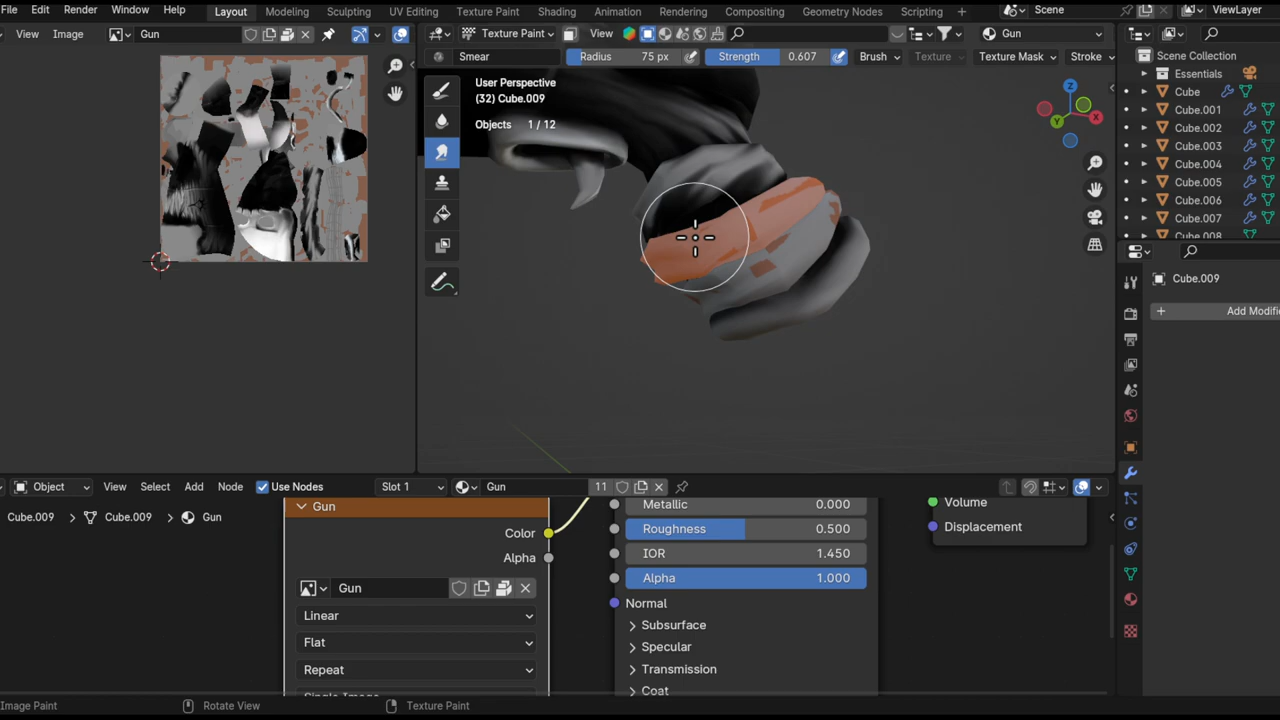 File Edit Render Window Help Layout Modeling Sculpting UV Editing Texture Paint Shading Animation Rendering Compositing Geometry Nodes Scripting + Scene ViewLayer
View Image Gun Texture Paint View Gun
Smear Radius 75 px Strength 0.607 Brush Texture Texture Mask Stroke
User Perspective
(32) Cube.009
Objects 1 / 12
Z
Y
X
Scene Collection
Essentials
Cube
Cube.001
Cube.002
Cube.003
Cube.004
Cube.005
Cube.006
Cube.007
Cube.008
Cube.009
+ Add Modifi
Object View Select Add Node Use Nodes Slot 1 Gun 11
Cube.009 Cube.009 Gun
Gun
Color
Alpha
Gun
Linear
Flat
Repeat
Single Image
Metallic 0.000
Roughness 0.500
IOR 1.450
Alpha 1.000
Normal
Subsurface
Specular
Transmission
Coat
Volume
Displacement
Image Paint Rotate View Texture Paint